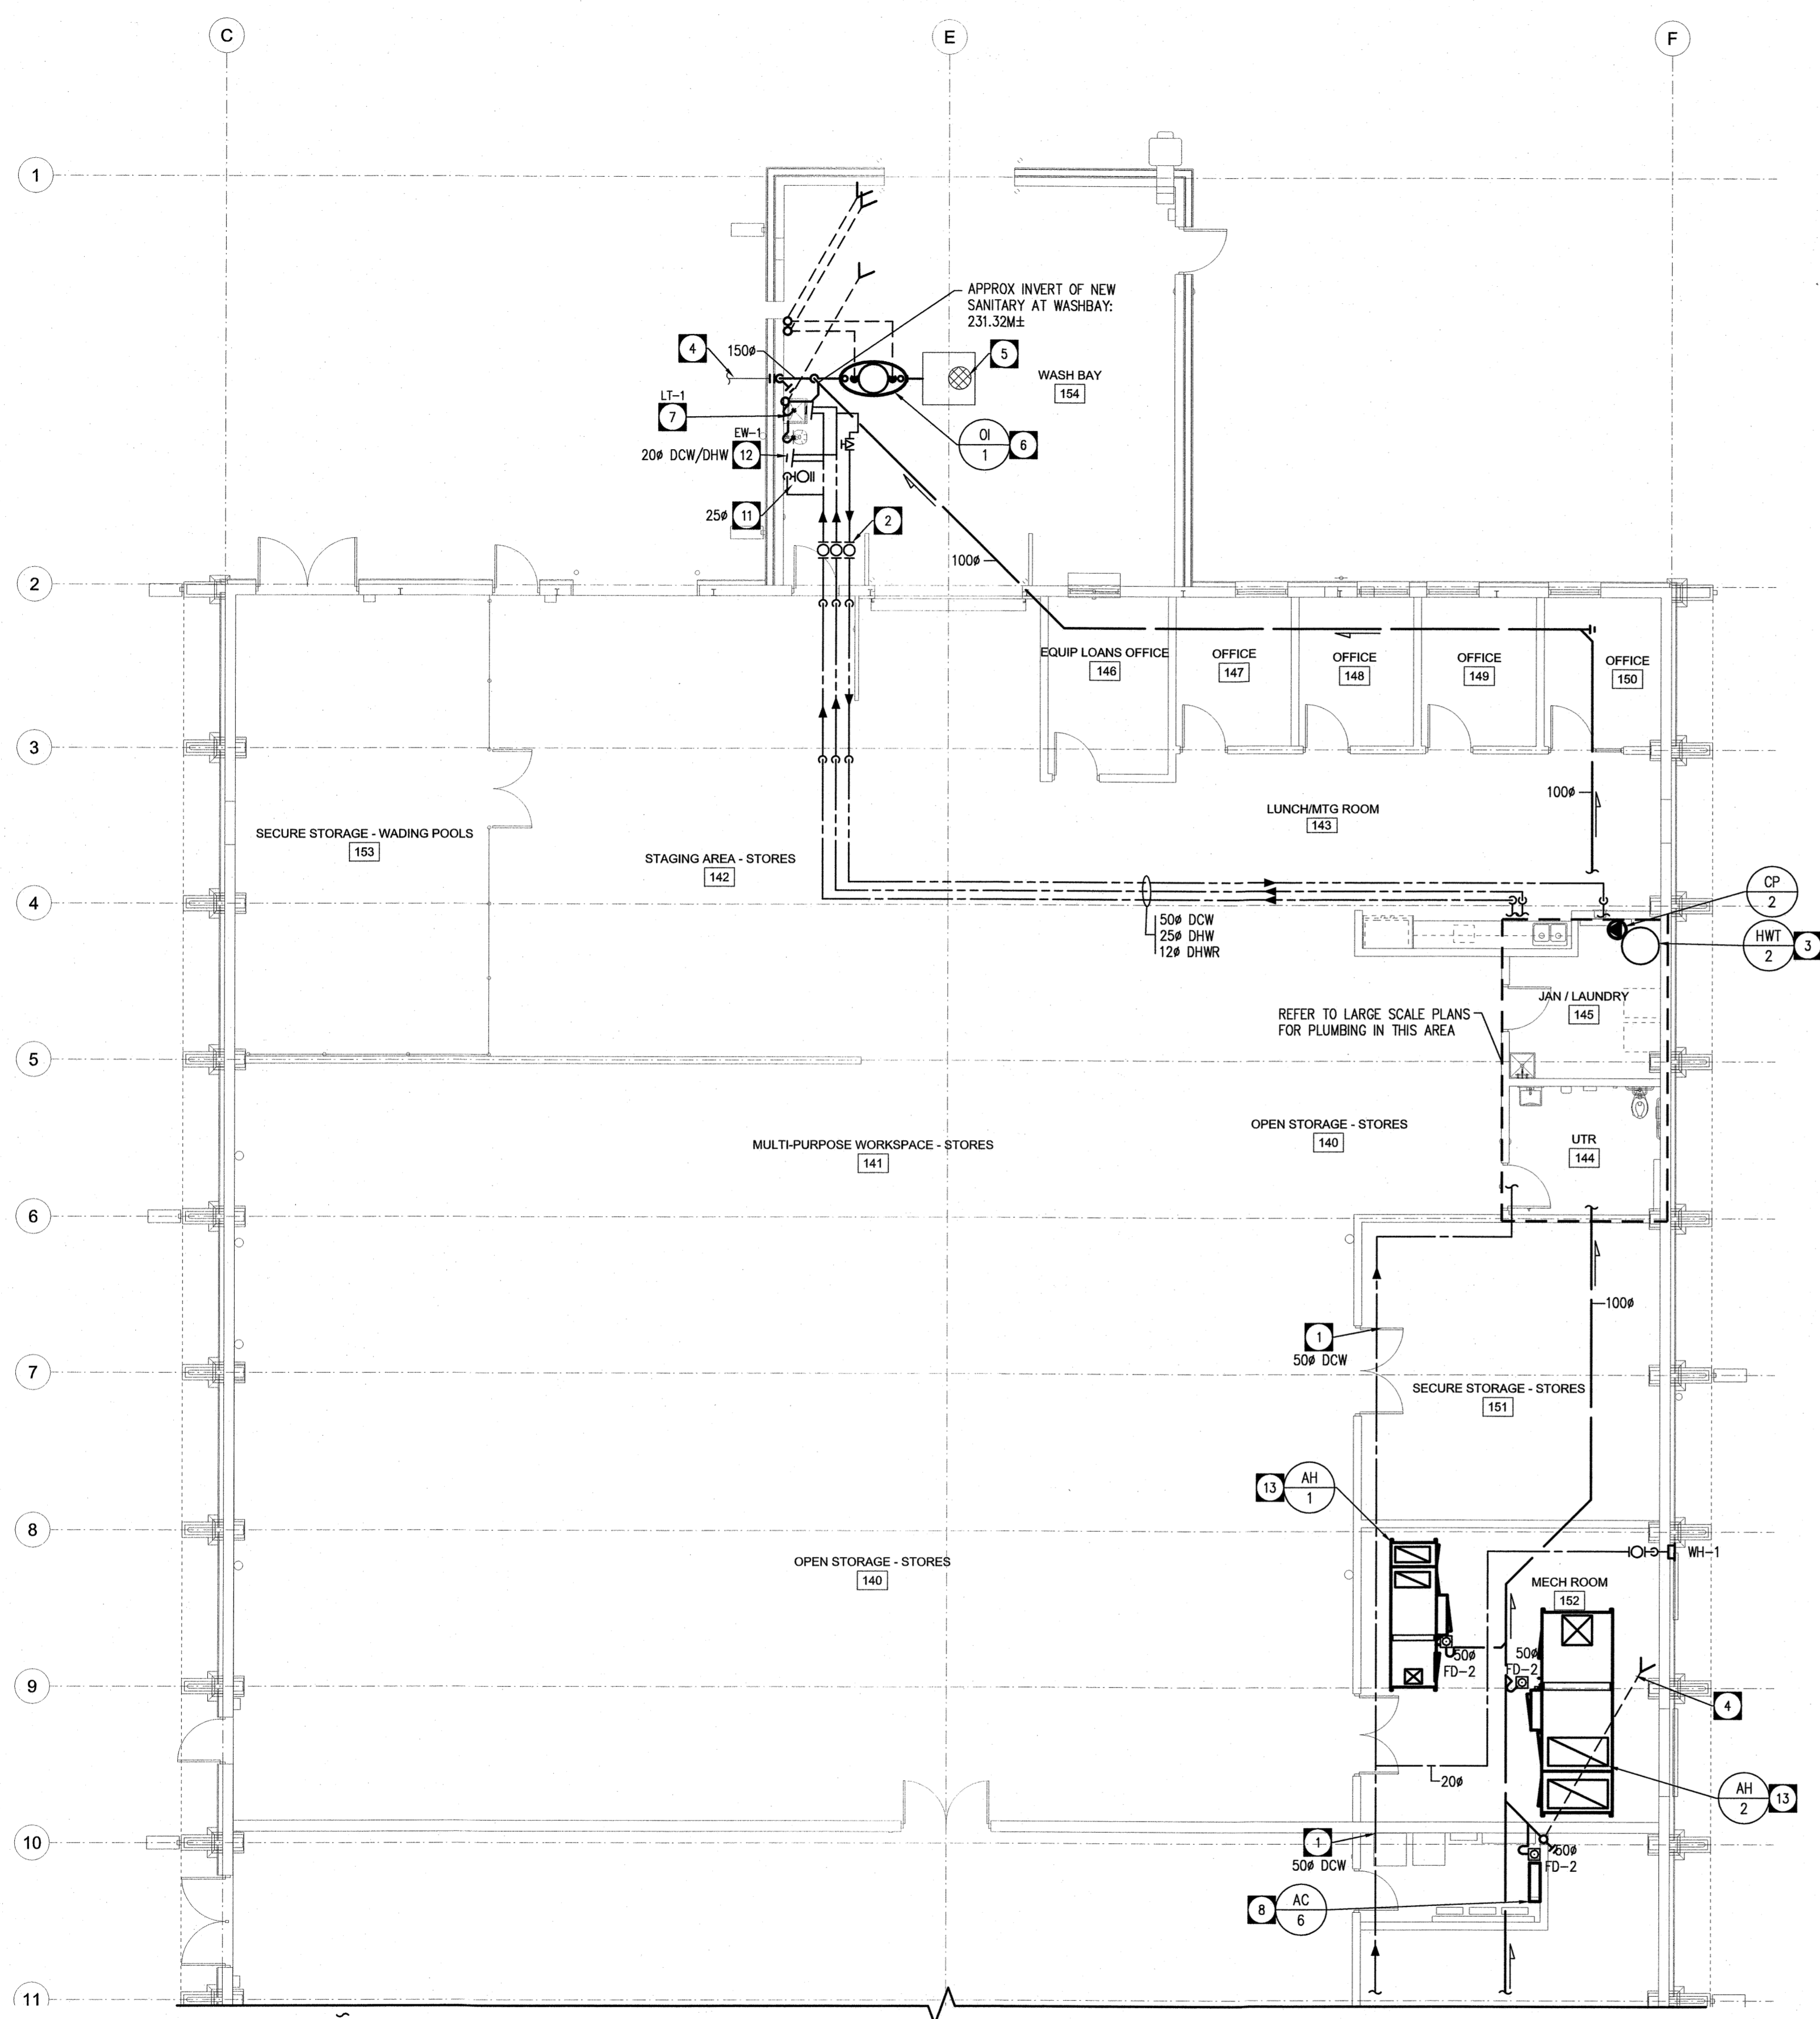 C
E
F
1
APPROX INVERT OF NEW
SANITARY AT WASHBAY:
231.32M±
4
150ø
5
WASH BAY
154
LT-1
7
EW-1
20ø DCW/DHW
12
OI
1
6
25ø
11
2
100ø
2
EQUIP LOANS OFFICE
146
OFFICE
147
OFFICE
148
OFFICE
149
OFFICE
150
3
100ø
LUNCH/MTG ROOM
143
SECURE STORAGE - WADING POOLS
153
STAGING AREA - STORES
142
4
50ø DCW
25ø DHW
12ø DHWR
CP
2
HWT
2
3
JAN / LAUNDRY
145
REFER TO LARGE SCALE PLANS
FOR PLUMBING IN THIS AREA
5
MULTI-PURPOSE WORKSPACE - STORES
141
OPEN STORAGE - STORES
140
UTR
144
6
100ø
1
50ø DCW
7
SECURE STORAGE - STORES
151
13
AH
1
8
OPEN STORAGE - STORES
140
WH-1
MECH ROOM
152
50ø
FD-2
50ø
FD-2
9
4
20ø
AH
2
13
10
1
50ø DCW
50ø
FD-2
8
AC
6
11